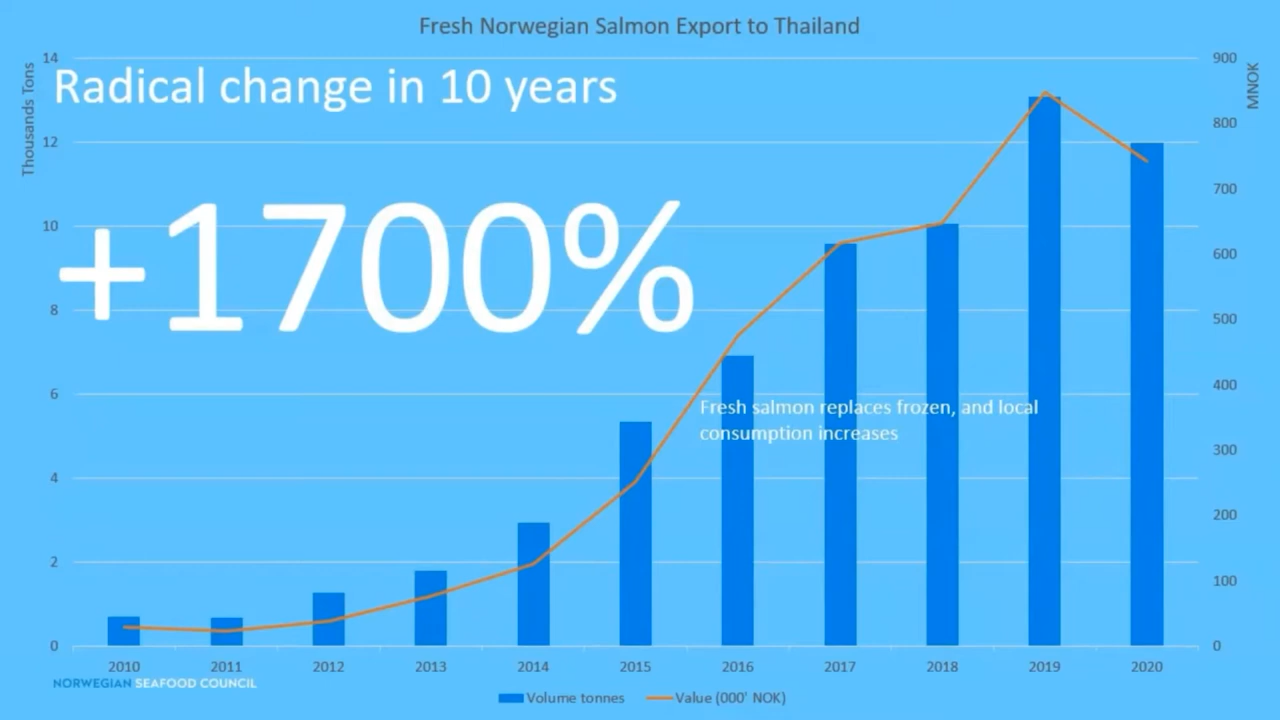 Fresh Norwegian Salmon Export to Thailand
Radical change in 10 years
+1700%
Thousands Tons
14
12
10
8
6
4
2
0
MNOK
900
800
700
600
500
400
300
200
100
0
Fresh salmon replaces frozen, and local
consumption increases
2010 2011 2012 2013 2014 2015 2016 2017 2018 2019 2020
NORWEGIAN SEAFOOD COUNCIL
Volume tonnes Value (000' NOK)